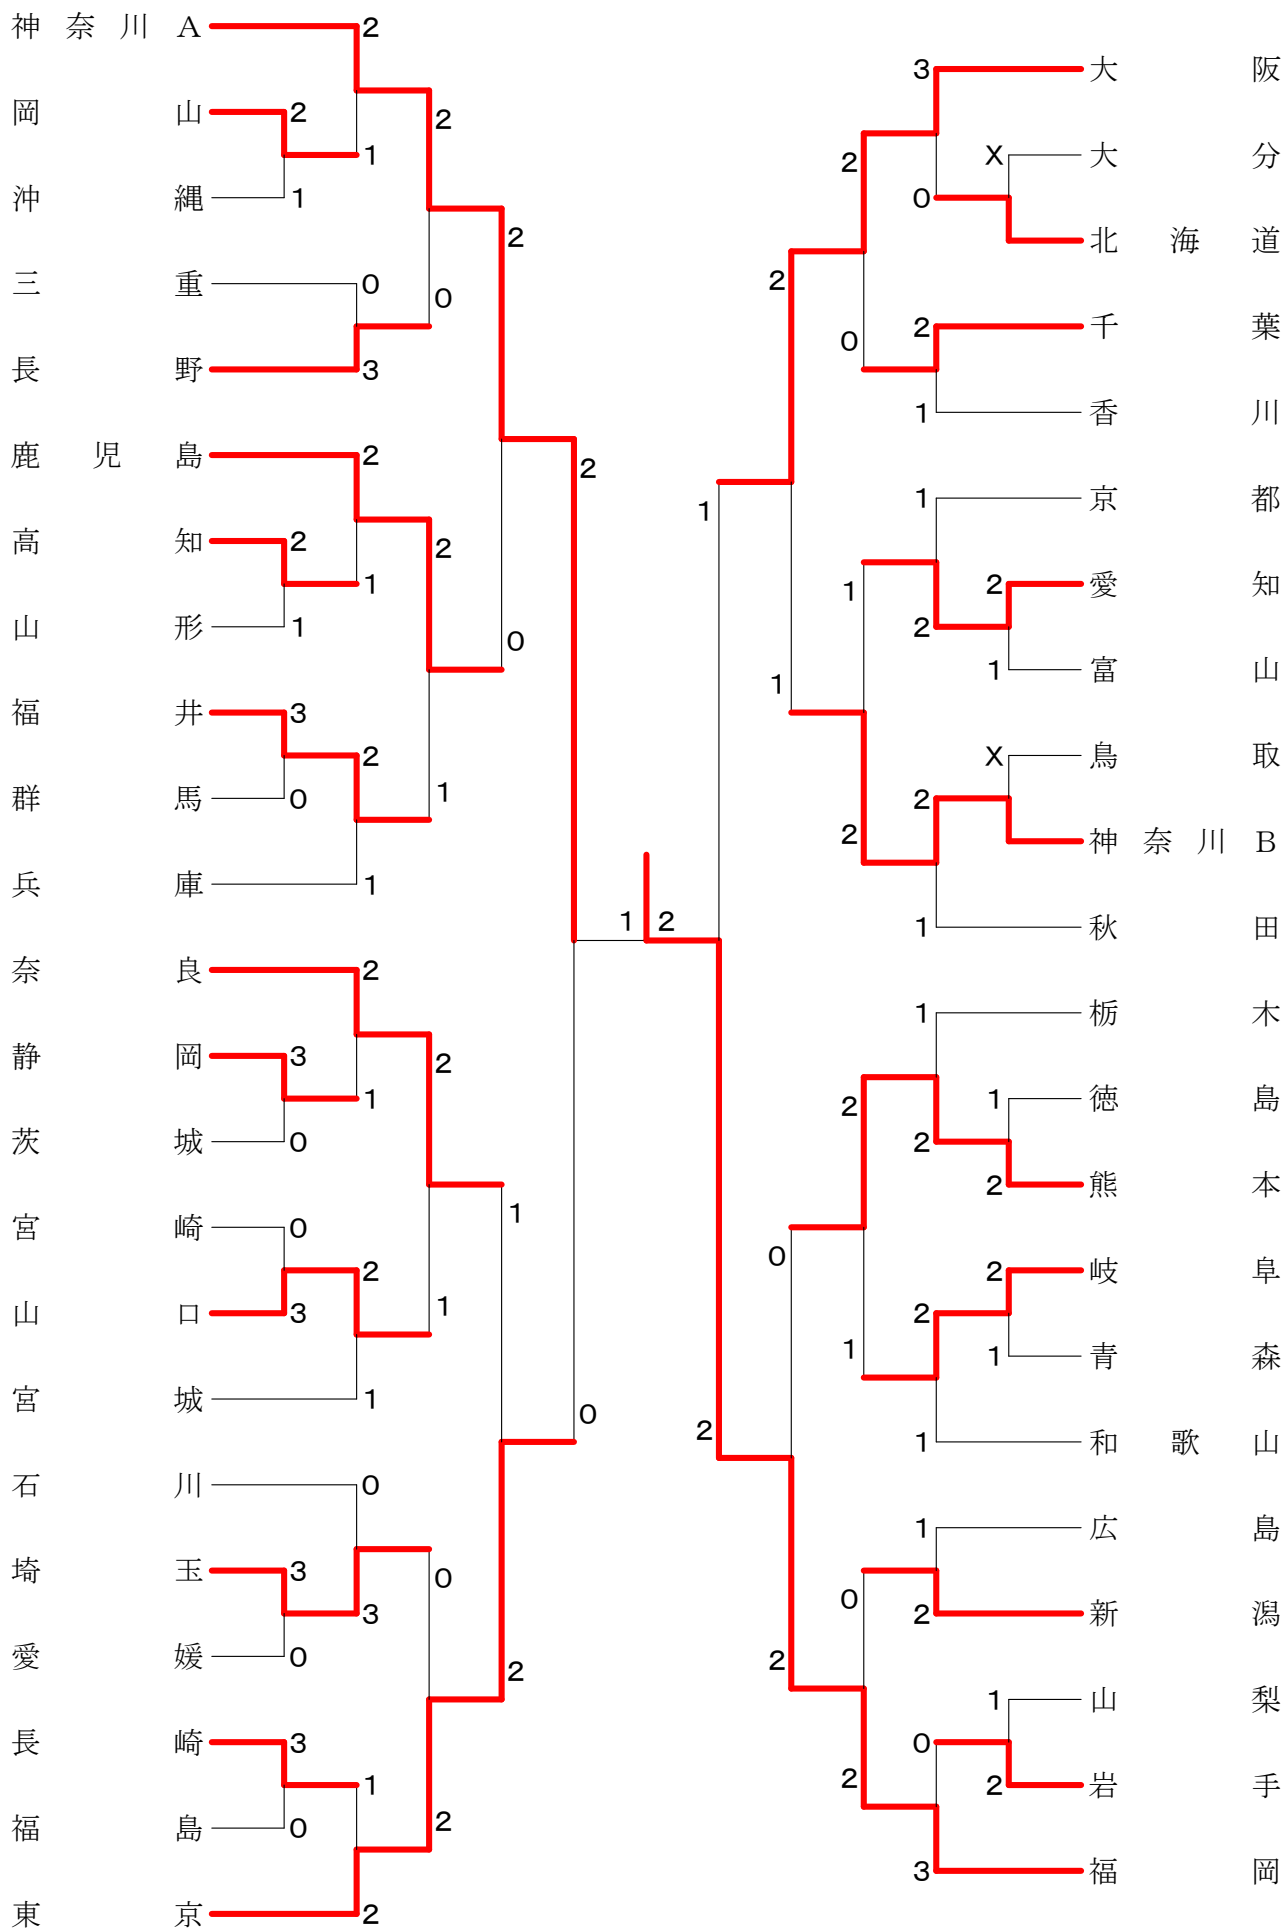 神奈川A 2
岡山 2
1
沖縄 1
2
三重 0
0
長野 3
2
鹿児島 2
高知 2
1
山形 1
2
福井 3
2
群馬 0
1
兵庫 1
0
2
奈良 2
静岡 3
1
茨城 0
2
宮崎 0
2
山口 3
1
宮城 1
1
石川 0
埼玉 3
3
愛媛 0
0
長崎 3
1
福島 0
2
東京 2
2
0
1 2
3 大阪
X 大分
0
北海道
2
2 千葉
0
1 香川
2
1 京都
2 愛知
2
1 富山
1
X 鳥取
2
神奈川B
2
1 秋田
1
1
1 栃木
1 徳島
2
2 熊本
2
2 岐阜
2
1 青森
1
1 和歌山
0
1 広島
2 新潟
0
1 山梨
0
2 岩手
2
3 福岡
2
2